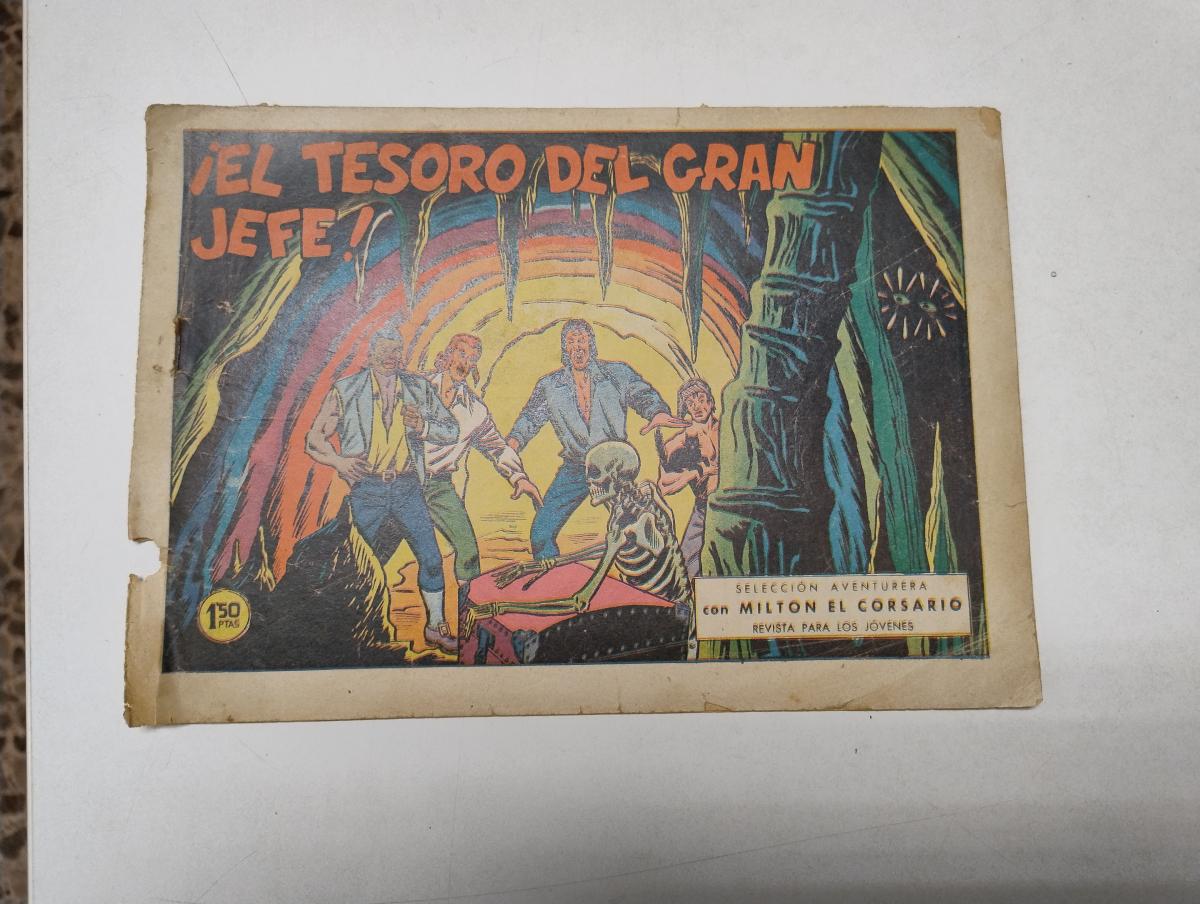 ¡EL TESORO DEL GRAN
JEFE!
1'50
PTAS
SELECCIÓN AVENTURERA
con MILTON EL CORSARIO
REVISTA PARA LOS JÓVENES